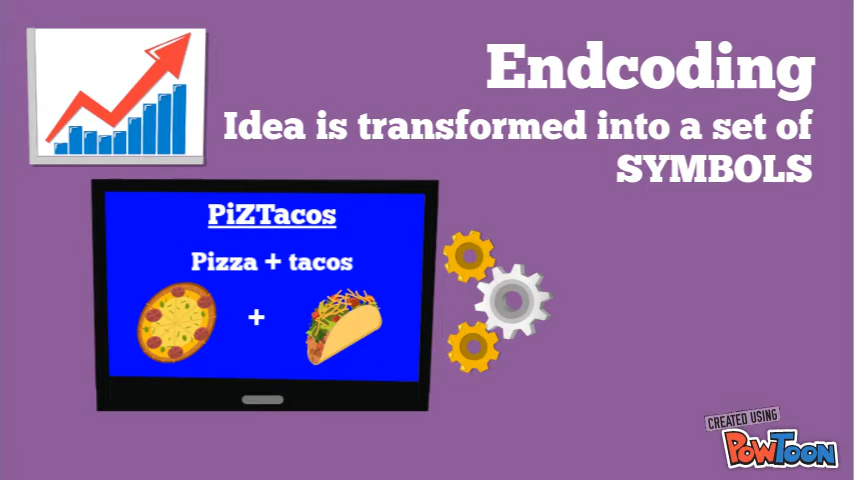 Endcoding
Idea is transformed into a set of
SYMBOLS
PiZTacos
Pizza + tacos
+
CREATED USING
POWTOON